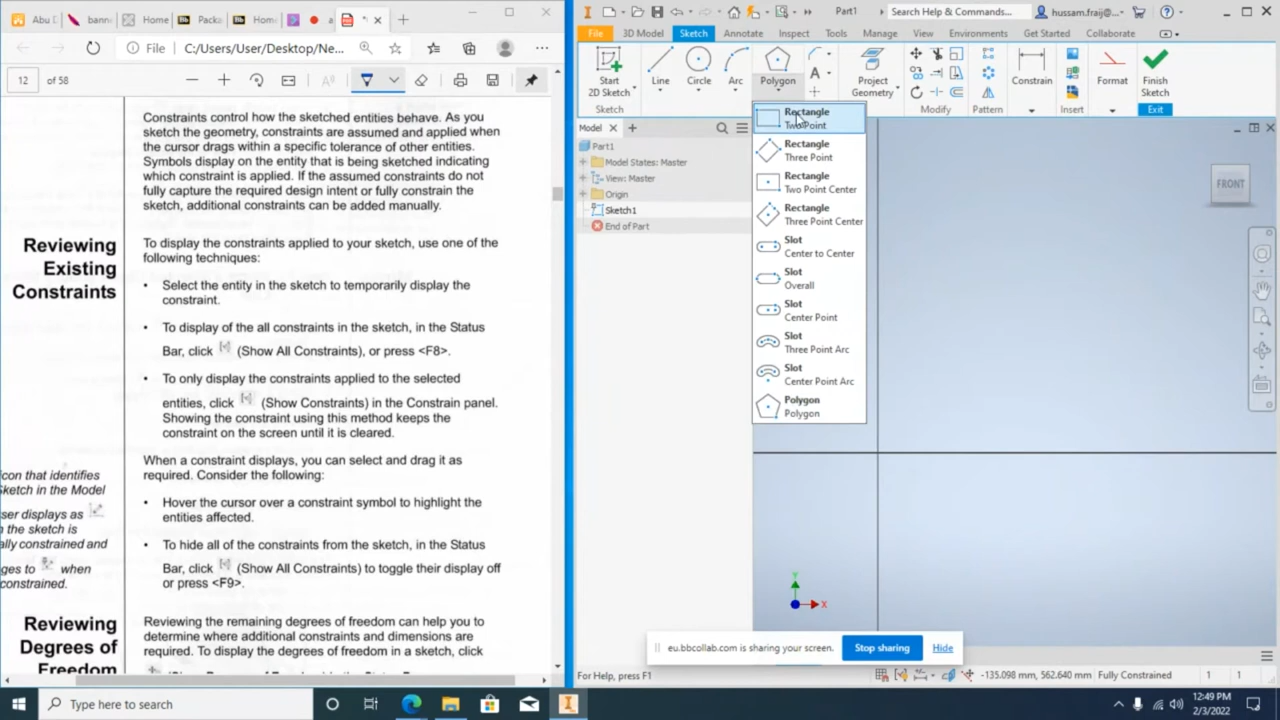 Abu E
banne
Home
Packa
Home
a
File
C:/Users/User/Desktop/Ne...
12
of 58
Constraints control how the sketched entities behave. As you
sketch the geometry, constraints are assumed and applied when
the cursor drags within a specific tolerance of other entities.
Symbols display on the entity that is being sketched indicating
which constraint is applied. If the assumed constraints do not
fully capture the required design intent or fully constrain the
sketch, additional constraints can be added manually.
Reviewing
Existing
Constraints
To display the constraints applied to your sketch, use one of the
following techniques:
• Select the entity in the sketch to temporarily display the
constraint.
• To display of the all constraints in the sketch, in the Status
Bar, click (Show All Constraints), or press <F8>.
• To only display the constraints applied to the selected
entities, click (Show Constraints) in the Constrain panel.
Showing the constraint using this method keeps the
constraint on the screen until it is cleared.
When a constraint displays, you can select and drag it as
required. Consider the following:
• Hover the cursor over a constraint symbol to highlight the
entities affected.
• To hide all of the constraints from the sketch, in the Status
Bar, click (Show All Constraints) to toggle their display off
or press <F9>.
icon that identifies
Sketch in the Model
ser displays as
n the sketch is
ally constrained and
ges to when
constrained.
Reviewing
Degrees of
Freedom
Reviewing the remaining degrees of freedom can help you to
determine where additional constraints and dimensions are
required. To display the degrees of freedom in a sketch, click
Part1
Search Help & Commands...
hussam.fraij...
File
3D Model
Sketch
Annotate
Inspect
Tools
Manage
View
Environments
Get Started
Collaborate
Start
2D Sketch
Line
Circle
Arc
Polygon
Project
Geometry
Constrain
Format
Finish
Sketch
Sketch
Modify
Pattern
Insert
Exit
Model
Part1
Model States: Master
View: Master
Origin
Sketch1
End of Part
Rectangle
Two Point
Rectangle
Three Point
Rectangle
Two Point Center
Rectangle
Three Point Center
Slot
Center to Center
Slot
Overall
Slot
Center Point
Slot
Three Point Arc
Slot
Center Point Arc
Polygon
Polygon
FRONT
Y
X
eu.bbcollab.com is sharing your screen.
Stop sharing
Hide
For Help, press F1
-135.098 mm, 562.640 mm
Fully Constrained
1
1
Type here to search
12:49 PM
2/3/2022